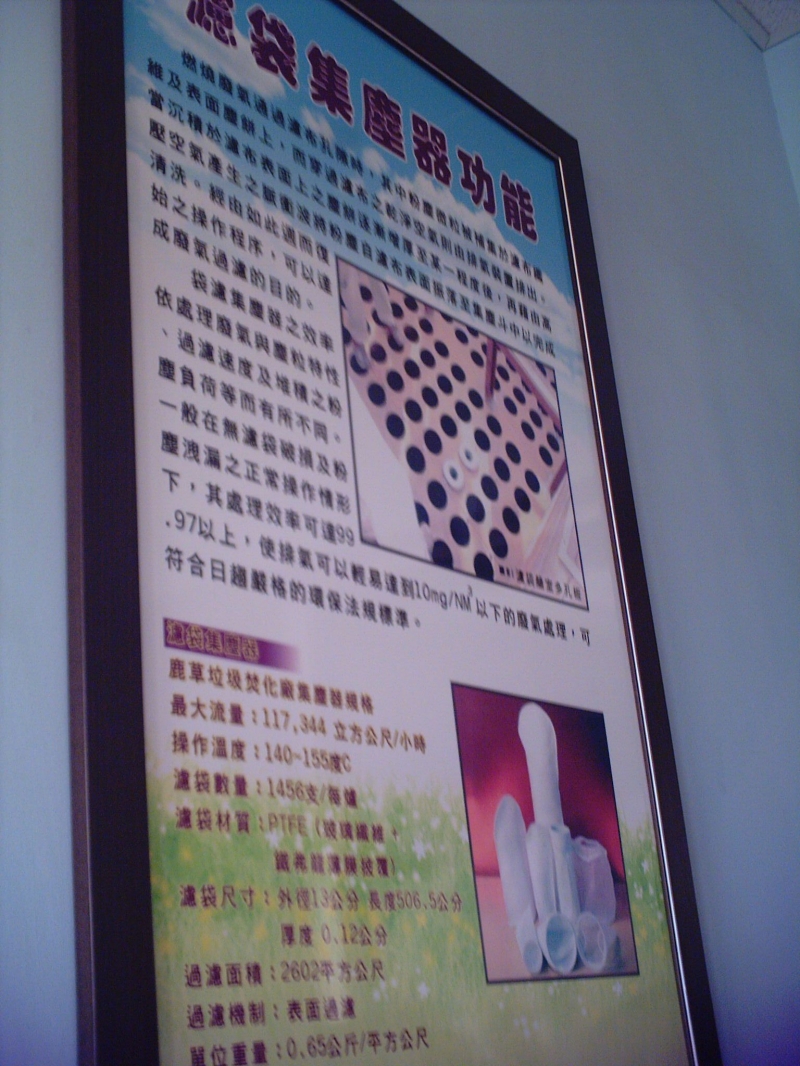 濾袋集塵器功能
燃燒廢氣通過濾布孔隙時，其中粉塵微粒被捕集於濾布纖
維及表面塵餅上，而穿過濾布之乾淨空氣則由排氣裝置排出。
當沉積於濾布表面上之塵餅逐漸增厚至某一程度後，再藉由高
壓空氣產生之脈衝波將粉塵自濾布表面振落至集塵斗中以完成
清洗。經由如此週而復
始之操作程序，可以達
成廢氣過濾的目的。
袋濾集塵器之效率
依處理廢氣與塵粒特性
、過濾速度及堆積之粉
塵負荷等而有所不同。
一般在無濾袋破損及粉
塵洩漏之正常操作情形
下，其處理效率可達99
.97以上，使排氣可以輕易達到10mg/NM³以下的廢氣處理，可
符合日趨嚴格的環保法規標準。
濾袋集塵器
鹿草垃圾焚化廠集塵器規格
最大流量：117,344 立方公尺/小時
操作溫度：140~155度C
濾袋數量：1456支/每爐
濾袋材質：PTFE（玻璃纖維，
鐵弗龍薄膜披覆）
濾袋尺寸：外徑13公分 長度506.5公分
厚度 0.12公分
過濾面積：2602平方公尺
過濾機制：表面過濾
單位重量：0.65公斤/平方公尺